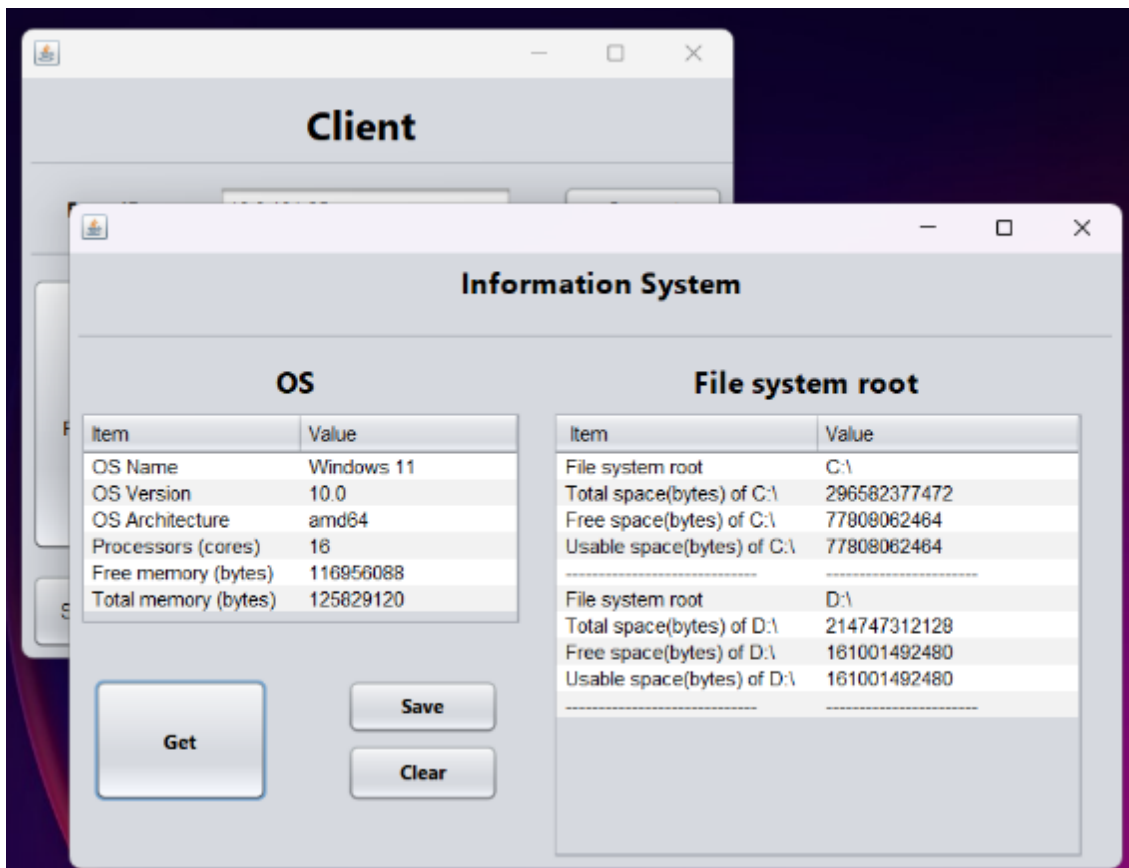 Client
Information System
OS
Item Value
OS Name Windows 11
OS Version 10.0
OS Architecture amd64
Processors (cores) 16
Free memory (bytes) 116956088
Total memory (bytes) 125829120
Get
Save
Clear
File system root
Item Value
File system root C:\
Total space(bytes) of C:\ 296582377472
Free space(bytes) of C:\ 77808062464
Usable space(bytes) of C:\ 77808062464
---------------------------- ----------------------
File system root D:\
Total space(bytes) of D:\ 214747312128
Free space(bytes) of D:\ 161001492480
Usable space(bytes) of D:\ 161001492480
---------------------------- ----------------------